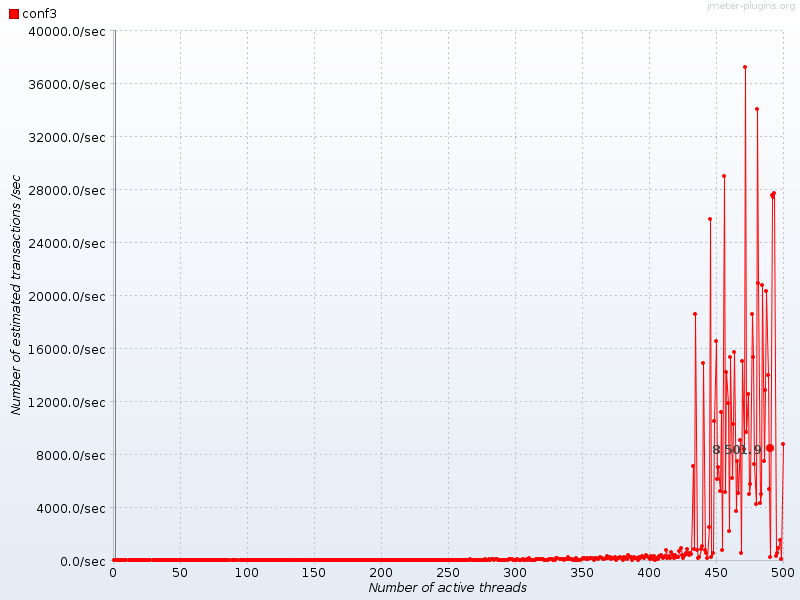 jmeter-plugins.org
conf3
40000.0/sec
36000.0/sec
32000.0/sec
28000.0/sec
24000.0/sec
20000.0/sec
16000.0/sec
12000.0/sec
8000.0/sec
4000.0/sec
0.0/sec
Number of estimated transactions /sec
8 501.9
0 50 100 150 200 250 300 350 400 450 500
Number of active threads